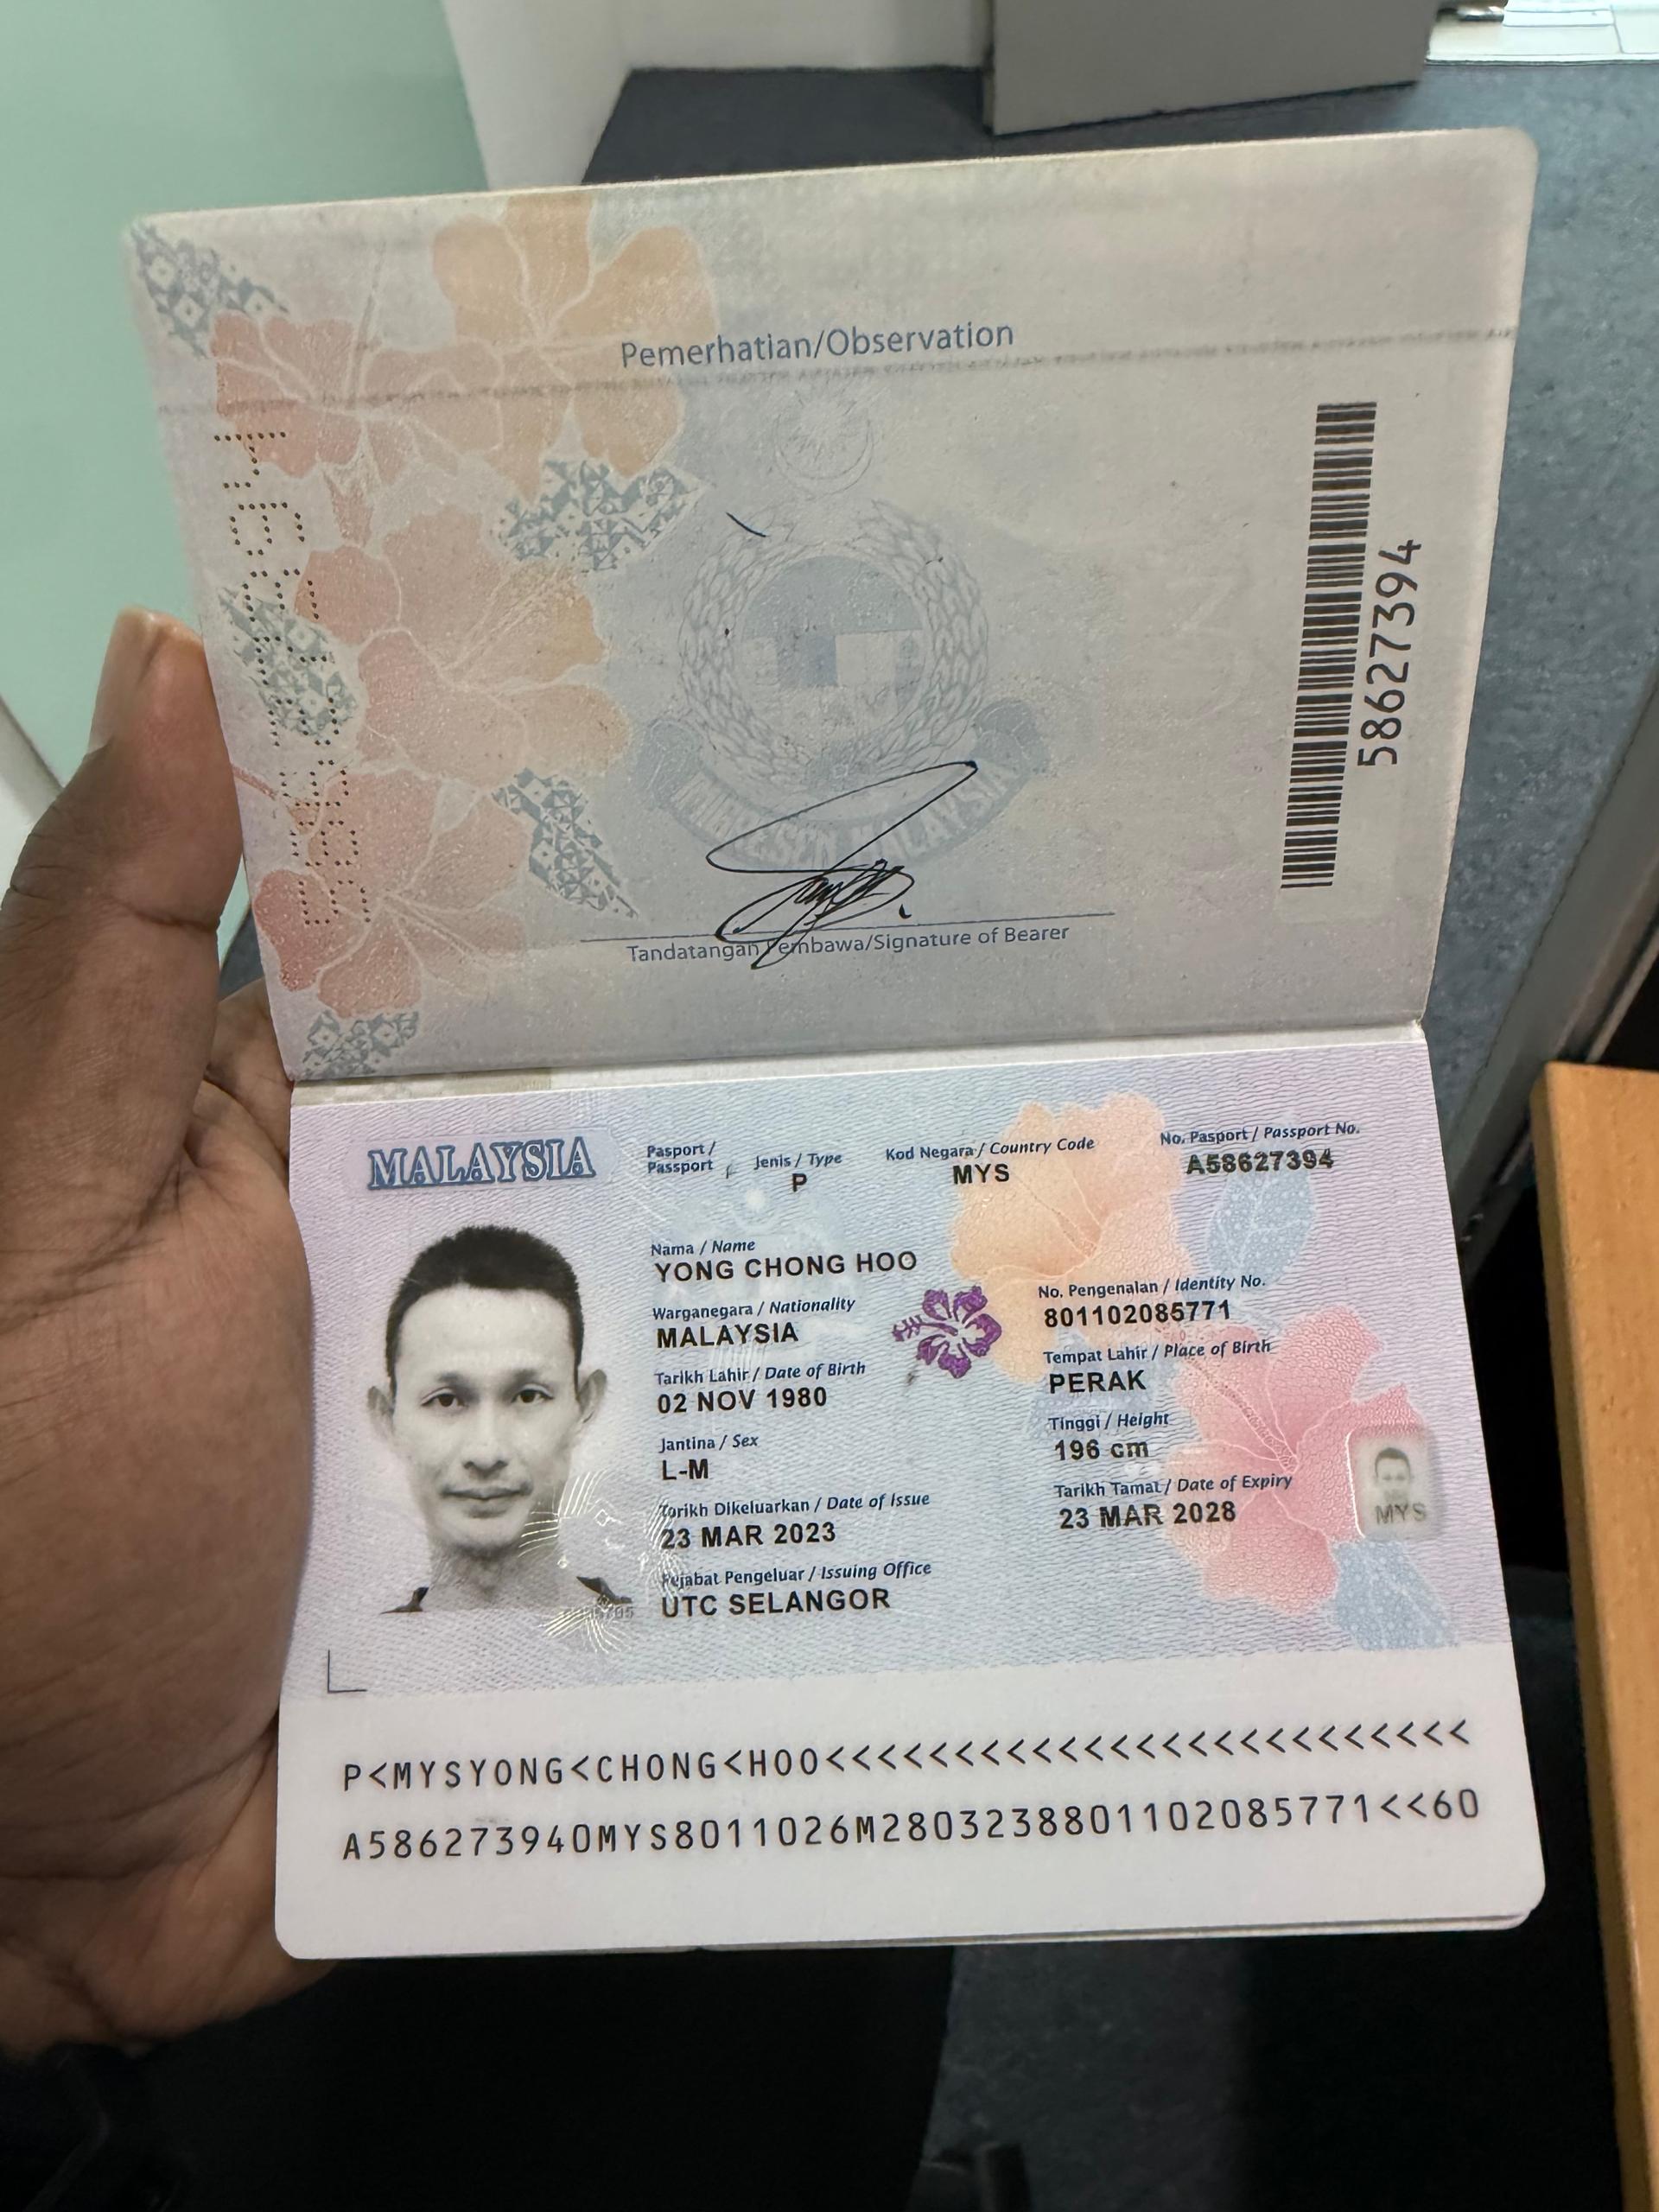 Pemerhatian/Observation
58627394
Tandatangan Pembawa/Signature of Bearer
MALAYSIA
Pasport / Passport
Jenis / Type
P
Kod Negara / Country Code
MYS
No. Pasport / Passport No.
A58627394
Nama / Name
YONG CHONG HOO
Warganegara / Nationality
MALAYSIA
Tarikh Lahir / Date of Birth
02 NOV 1980
Jantina / Sex
L-M
Tarikh Dikeluarkan / Date of Issue
23 MAR 2023
Pejabat Pengeluar / Issuing Office
UTC SELANGOR
No. Pengenalan / Identity No.
801102085771
Tempat Lahir / Place of Birth
PERAK
Tinggi / Height
196 cm
Tarikh Tamat / Date of Expiry
23 MAR 2028
MYS
P<MYSYONG<CHONG<HOO<<<<<<<<<<<<<<<<<<<<<<<<<
A586273940MYS8011026M2803238801102085771<<60